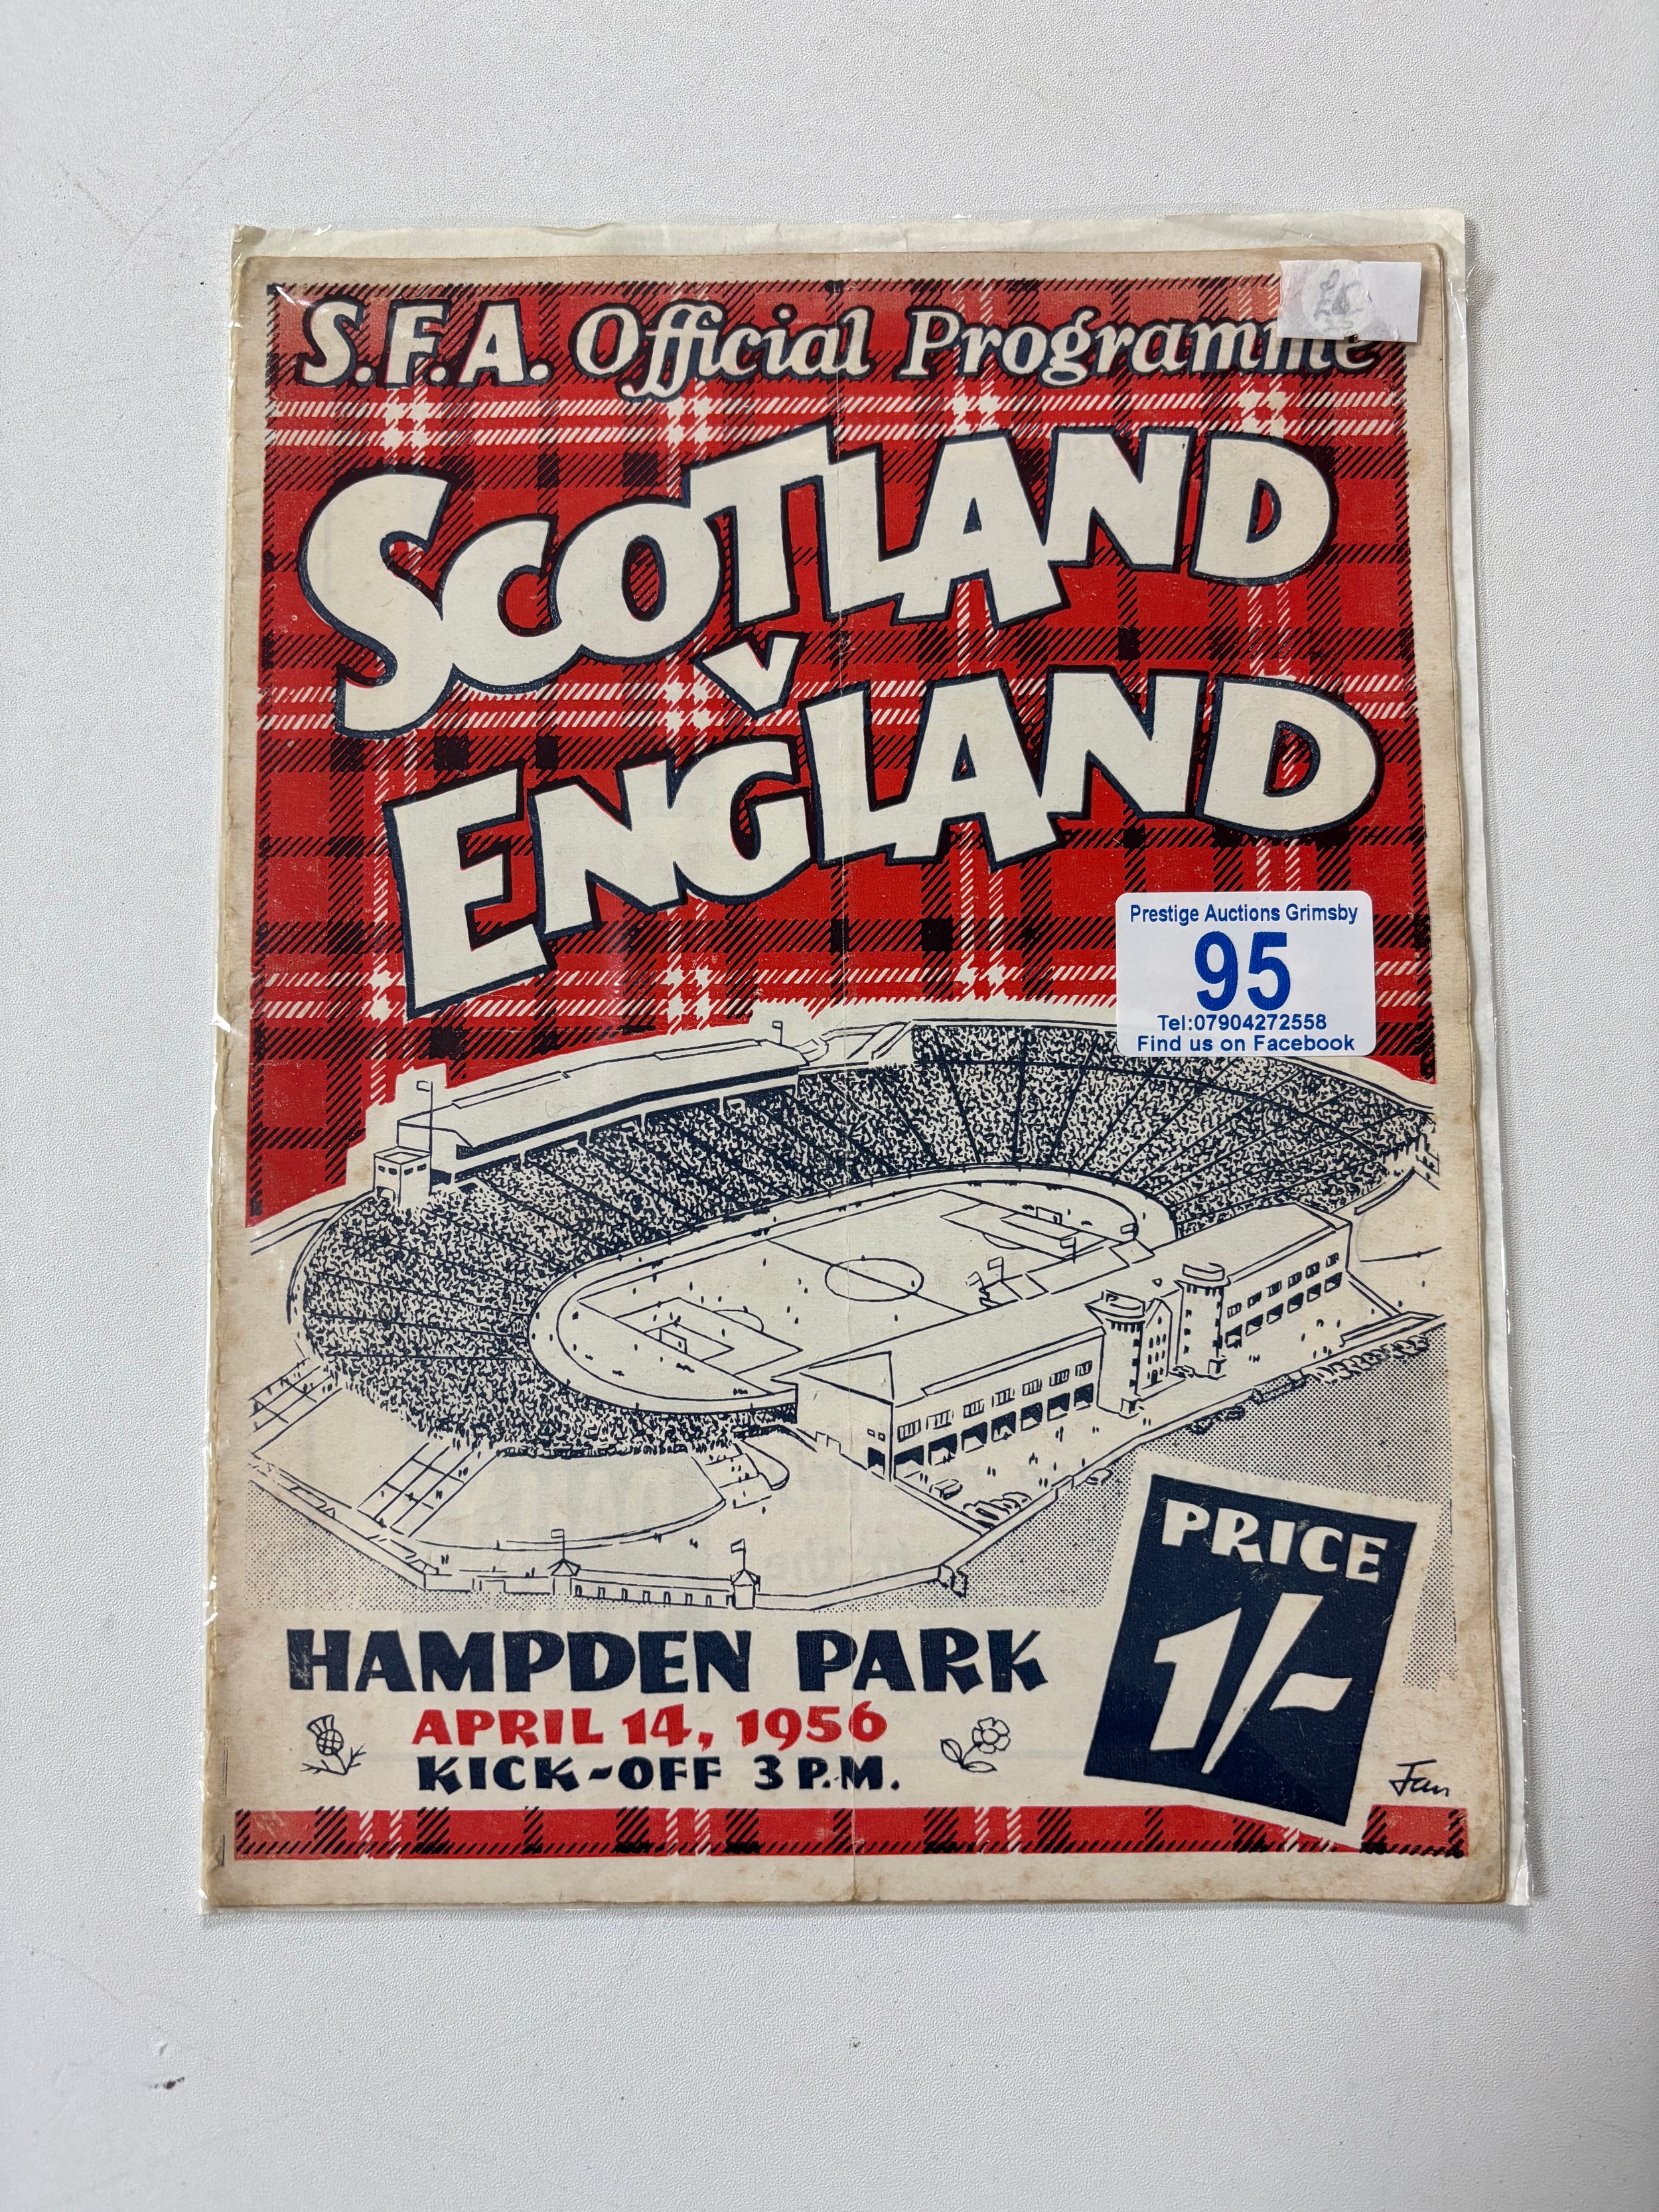 S.F.A. Official Programme
SCOTLAND
V
ENGLAND
Prestige Auctions Grimsby
95
Tel:07904272558
Find us on Facebook
PRICE
1/-
HAMPDEN PARK
APRIL 14, 1956
KICK-OFF 3 P.M.